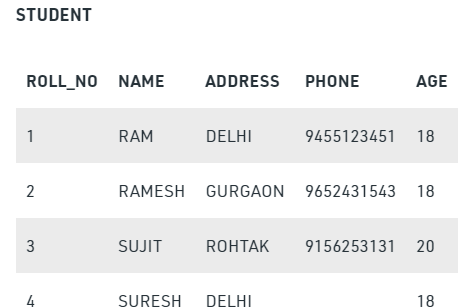 STUDENT
ROLL_NO NAME ADDRESS PHONE AGE
1 RAM DELHI 9455123451 18
2 RAMESH GURGAON 9652431543 18
3 SUJIT ROHTAK 9156253131 20
4 SURESH DELHI 18